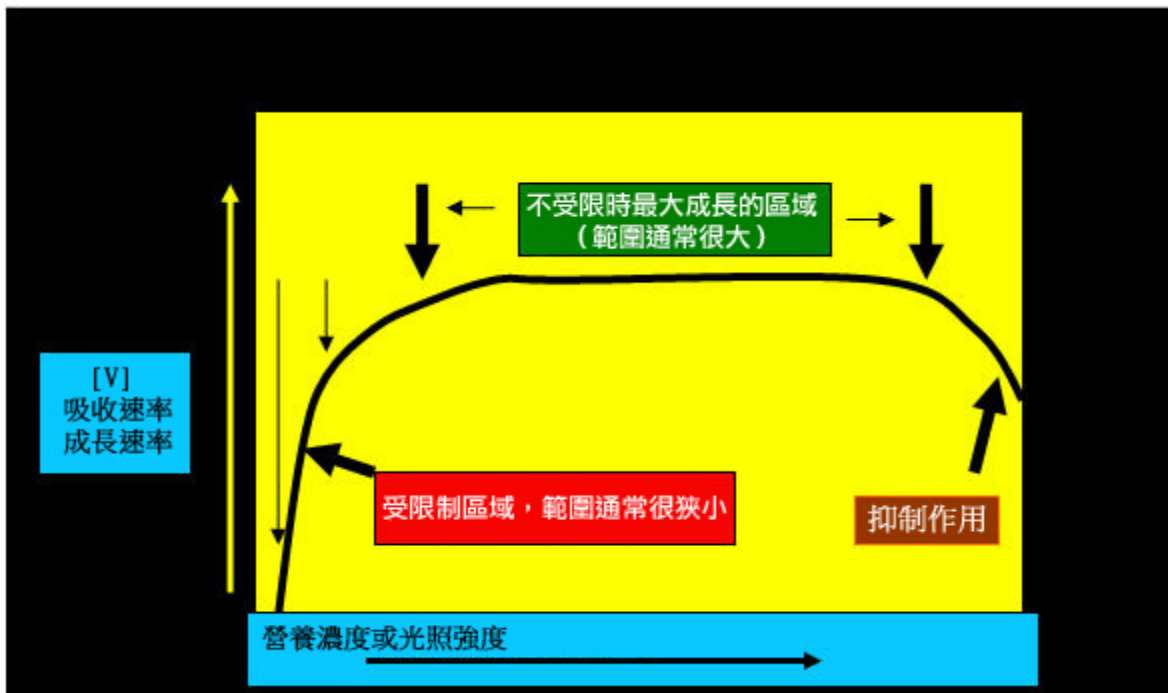 不受限時最大成長的區域
（範圍通常很大）
[V]
吸收速率
成長速率
受限制區域，範圍通常很狹小
抑制作用
營養濃度或光照強度